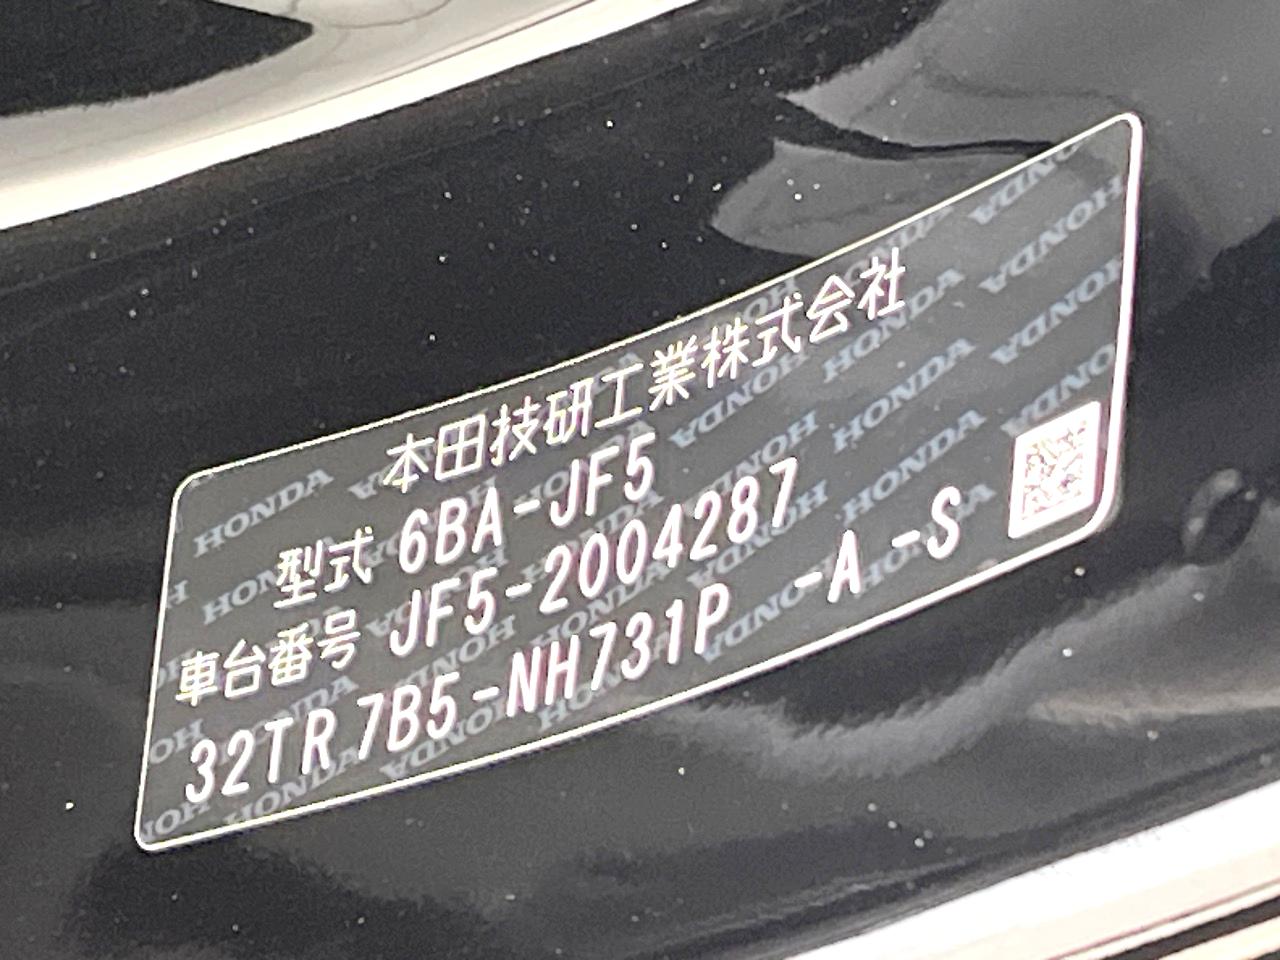 本田技研工業株式会社
型式 6BA-JF5
車台番号 JF5-2004287
32TR 7B5-NH731P -A -S